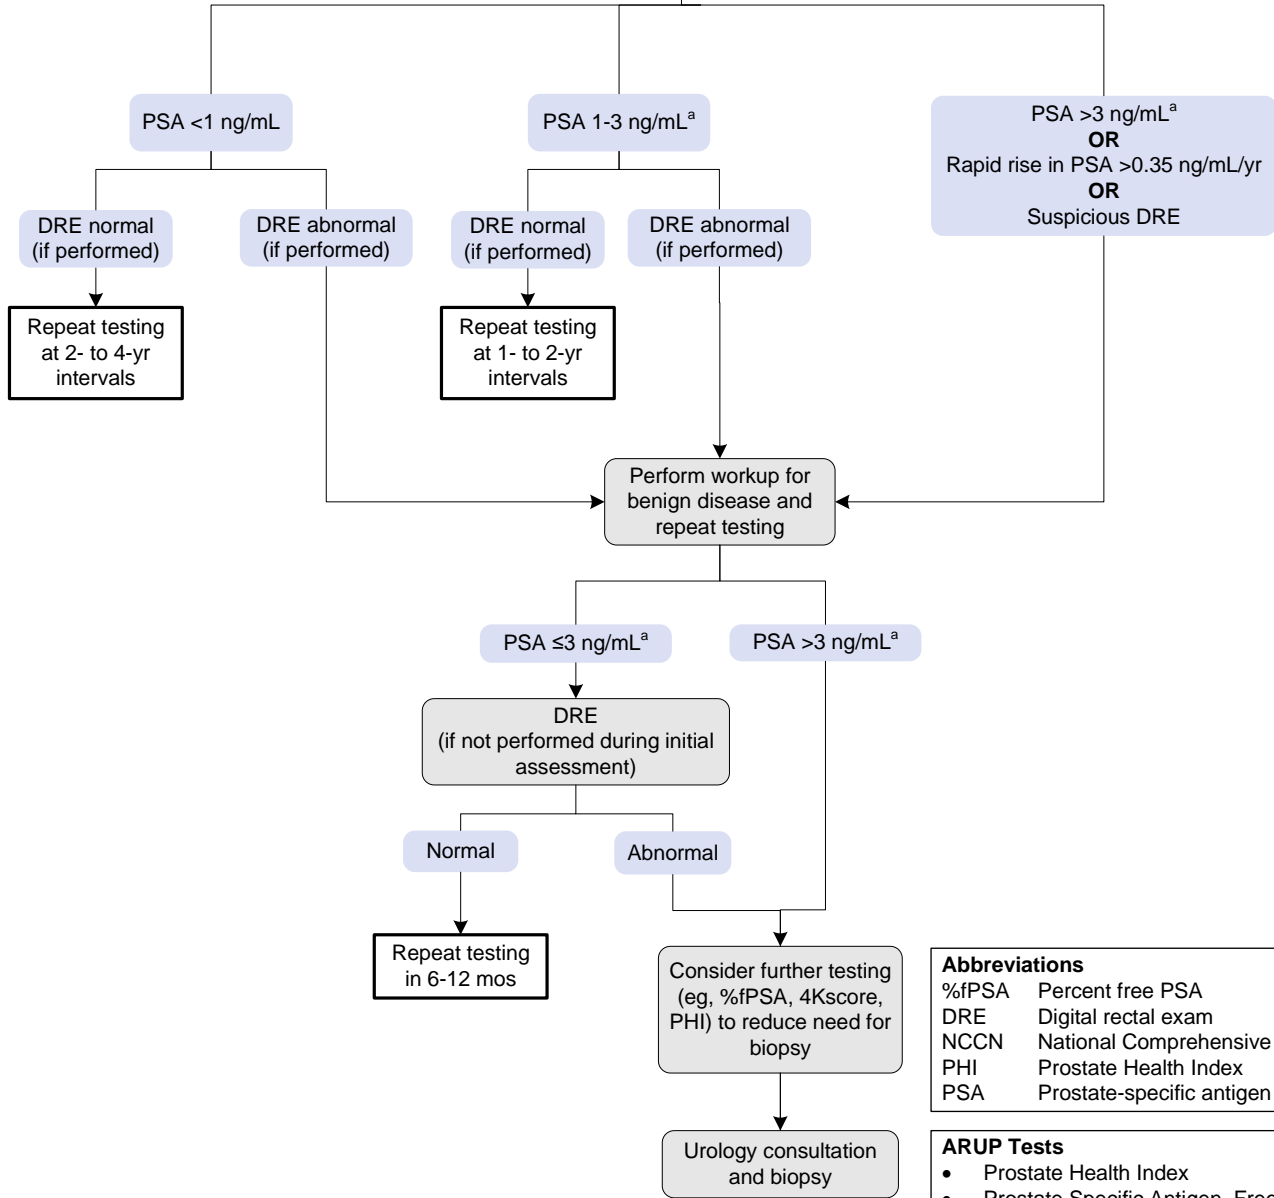 PSA <1 ng/mL
PSA 1-3 ng/mLᵃ
PSA >3 ng/mLᵃ
OR
Rapid rise in PSA >0.35 ng/mL/yr
OR
Suspicious DRE
DRE normal
(if performed)
DRE abnormal
(if performed)
DRE normal
(if performed)
DRE abnormal
(if performed)
Repeat testing
at 2- to 4-yr
intervals
Repeat testing
at 1- to 2-yr
intervals
Perform workup for
benign disease and
repeat testing
PSA ≤3 ng/mLᵃ
PSA >3 ng/mLᵃ
DRE
(if not performed during initial
assessment)
Normal
Abnormal
Repeat testing
in 6-12 mos
Consider further testing
(eg, %fPSA, 4Kscore,
PHI) to reduce need for
biopsy
Urology consultation
and biopsy
Abbreviations
%fPSA Percent free PSA
DRE Digital rectal exam
NCCN National Comprehensive
PHI Prostate Health Index
PSA Prostate-specific antigen
ARUP Tests
• Prostate Health Index
• Prostate Specific Antigen, Free